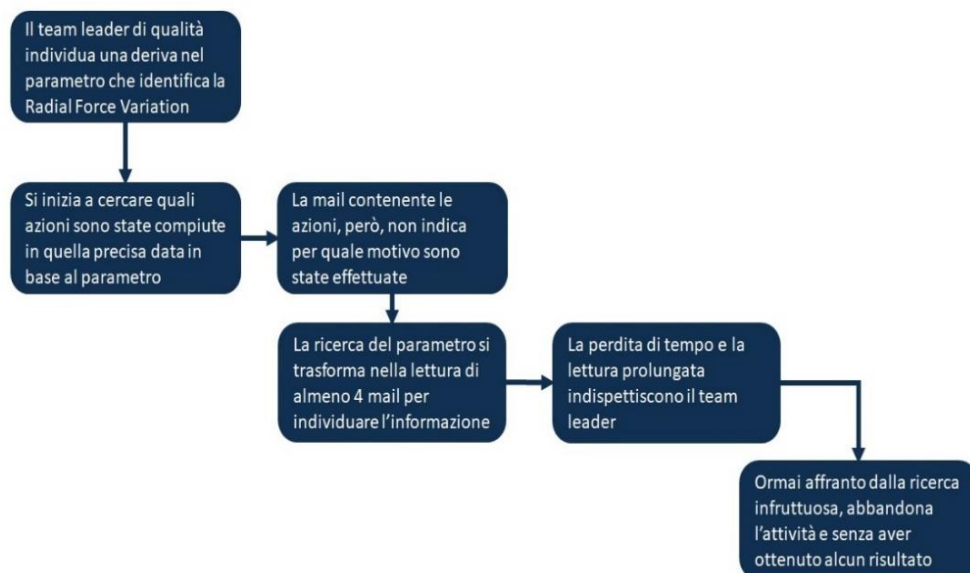 Il team leader di qualità
individua una deriva nel
parametro che identifica la
Radial Force Variation
Si inizia a cercare quali
azioni sono state compiute
in quella precisa data in
base al parametro
La mail contenente le
azioni, però, non indica
per quale motivo sono
state effettuate
La ricerca del parametro si
trasforma nella lettura di
almeno 4 mail per
individuare l’informazione
La perdita di tempo e la
lettura prolungata
indispettiscono il team
leader
Ormai affranto dalla ricerca
infruttuosa, abbandona
l’attività e senza aver
ottenuto alcun risultato